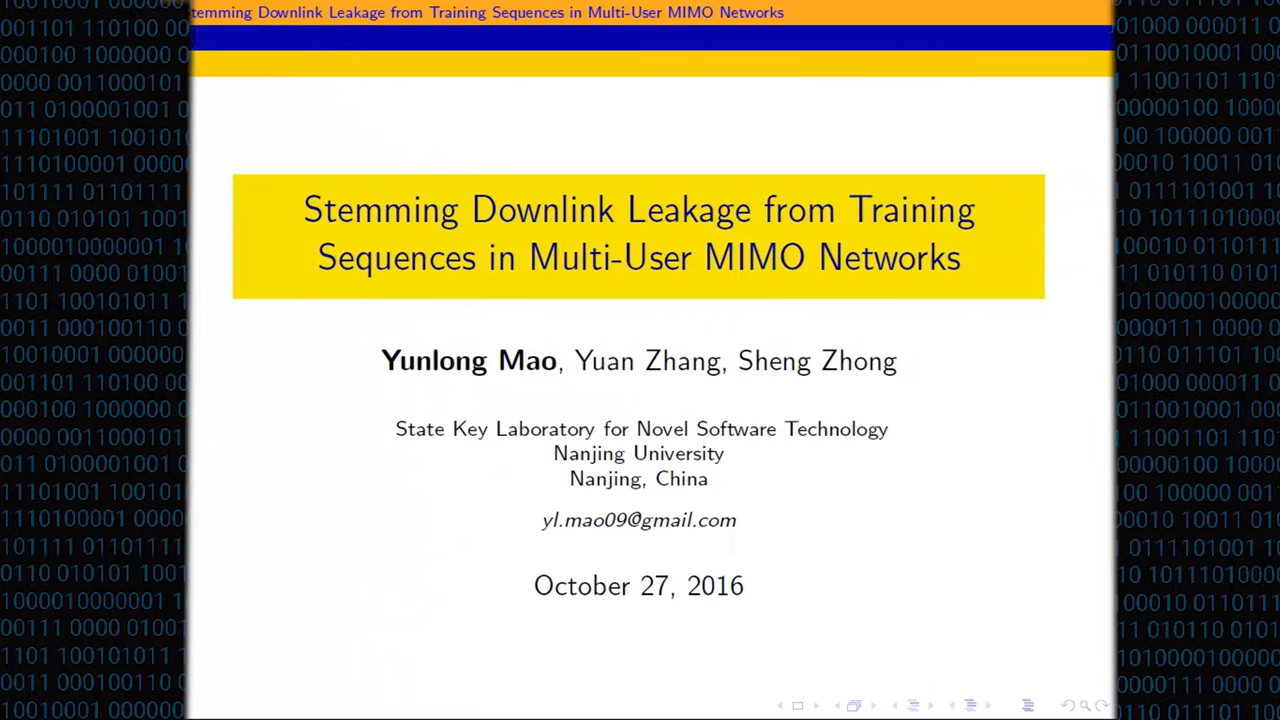 temming Downlink Leakage from Training Sequences in Multi-User MIMO Networks
Stemming Downlink Leakage from Training
Sequences in Multi-User MIMO Networks
Yunlong Mao, Yuan Zhang, Sheng Zhong
State Key Laboratory for Novel Software Technology
Nanjing University
Nanjing, China
yl.mao09@gmail.com
October 27, 2016